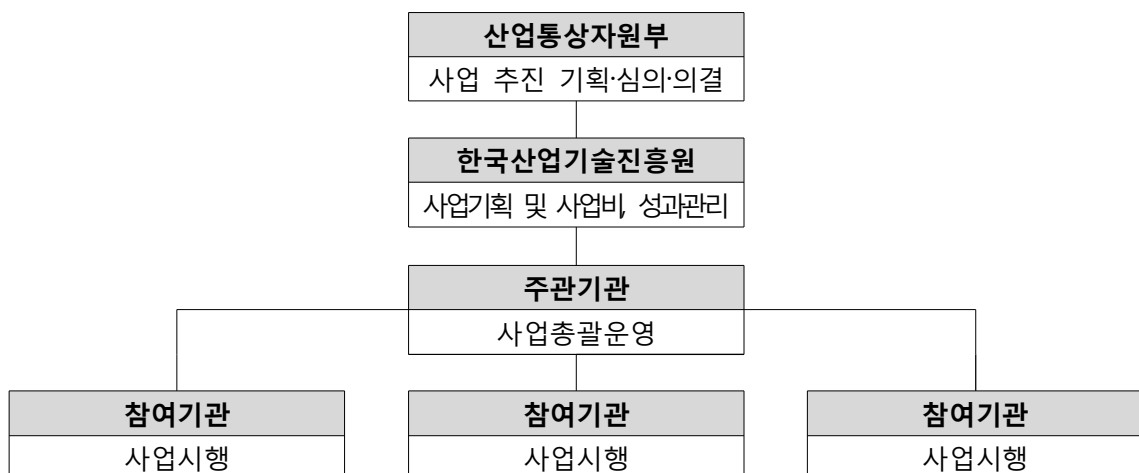 산업통상자원부
사업 추진 기획·심의·의결
한국산업기술진흥원
사업기획 및 사업비, 성과관리
주관기관
사업총괄운영
참여기관
사업시행
참여기관
사업시행
참여기관
사업시행